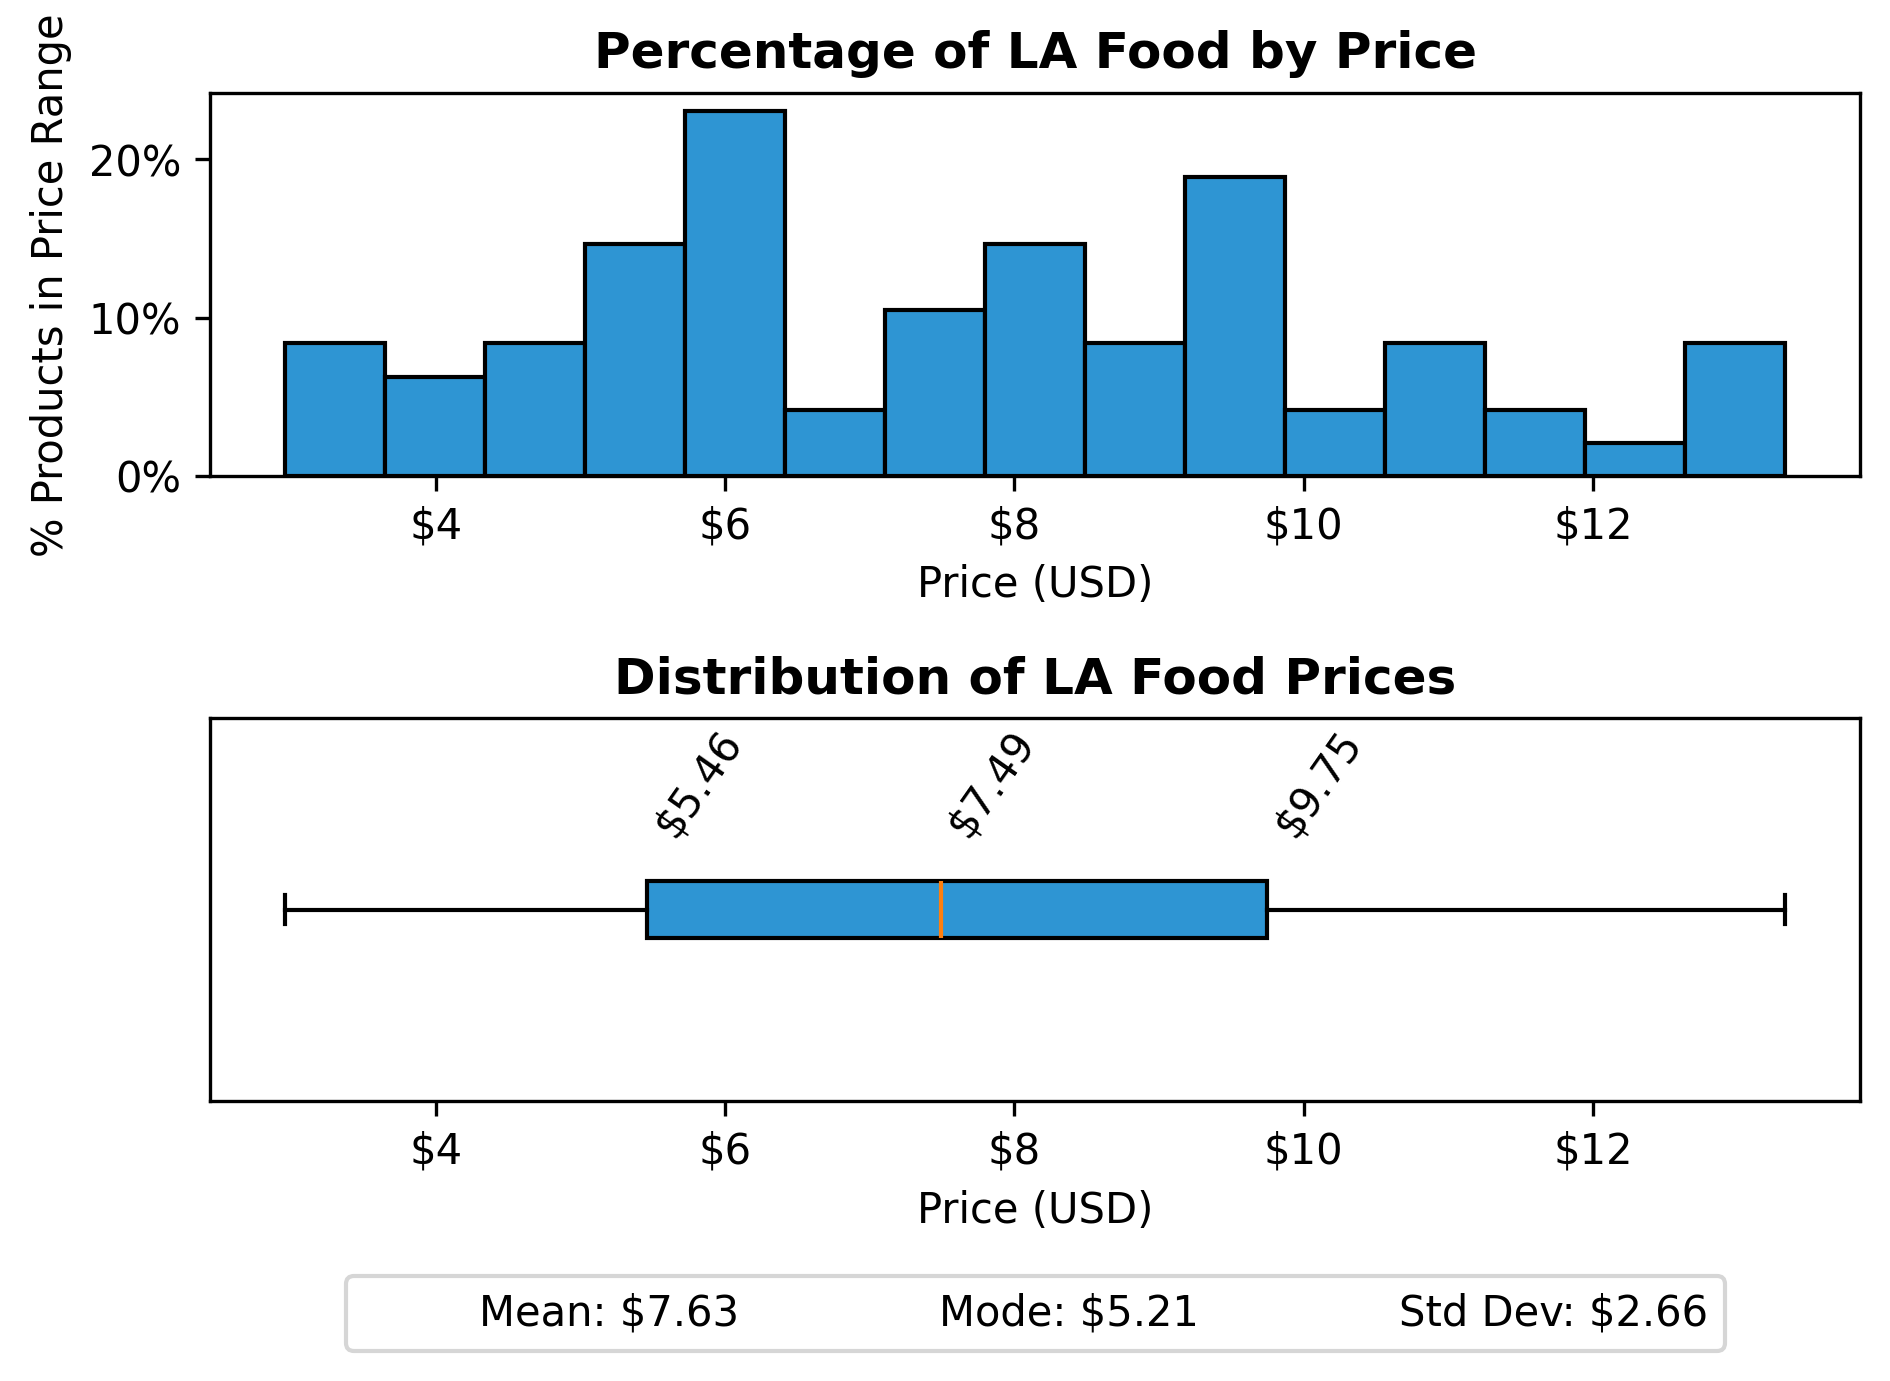 Percentage of LA Food by Price
% Products in Price Range
20%
10%
0%
$4 $6 $8 $10 $12
Price (USD)
Distribution of LA Food Prices
$5.46 $7.49 $9.75
$4 $6 $8 $10 $12
Price (USD)
Mean: $7.63 Mode: $5.21 Std Dev: $2.66